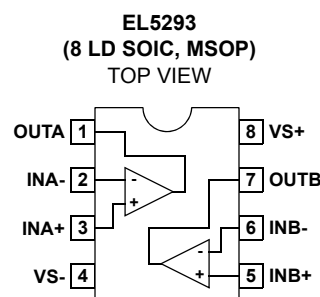 EL5293
(8 LD SOIC, MSOP)
TOP VIEW
OUTA 1
8 VS+
INA- 2
-
7 OUTB
INA+ 3
+
6 INB-
-
VS- 4
+
5 INB+